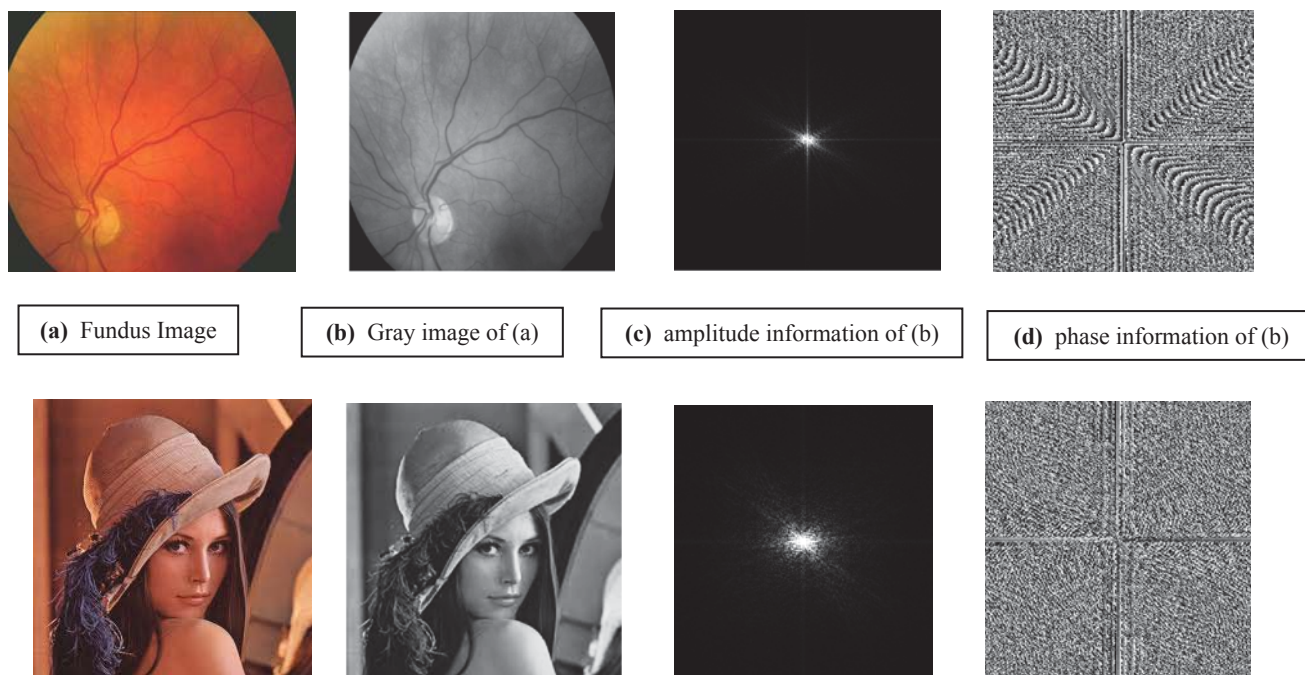 (a) Fundus Image
(b) Gray image of (a)
(c) amplitude information of (b)
(d) phase information of (b)